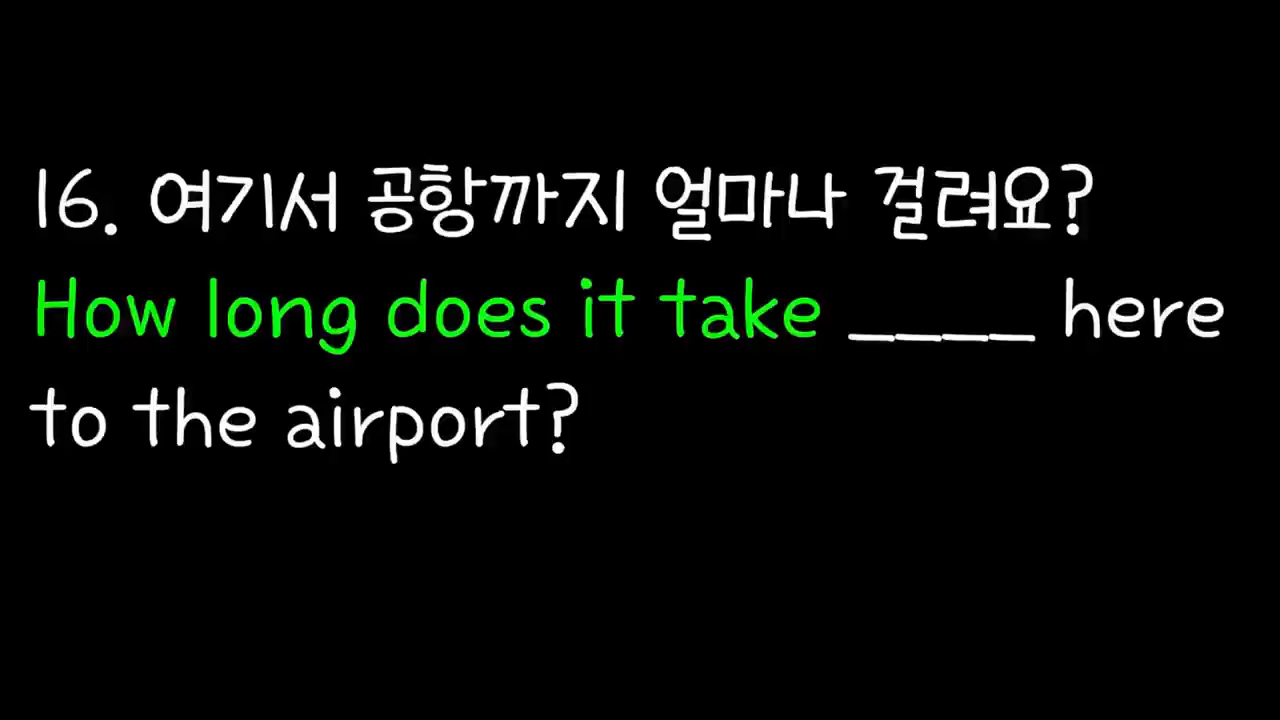 16. 여기서 공항까지 얼마나 걸려요?
How long does it take ____ here
to the airport?